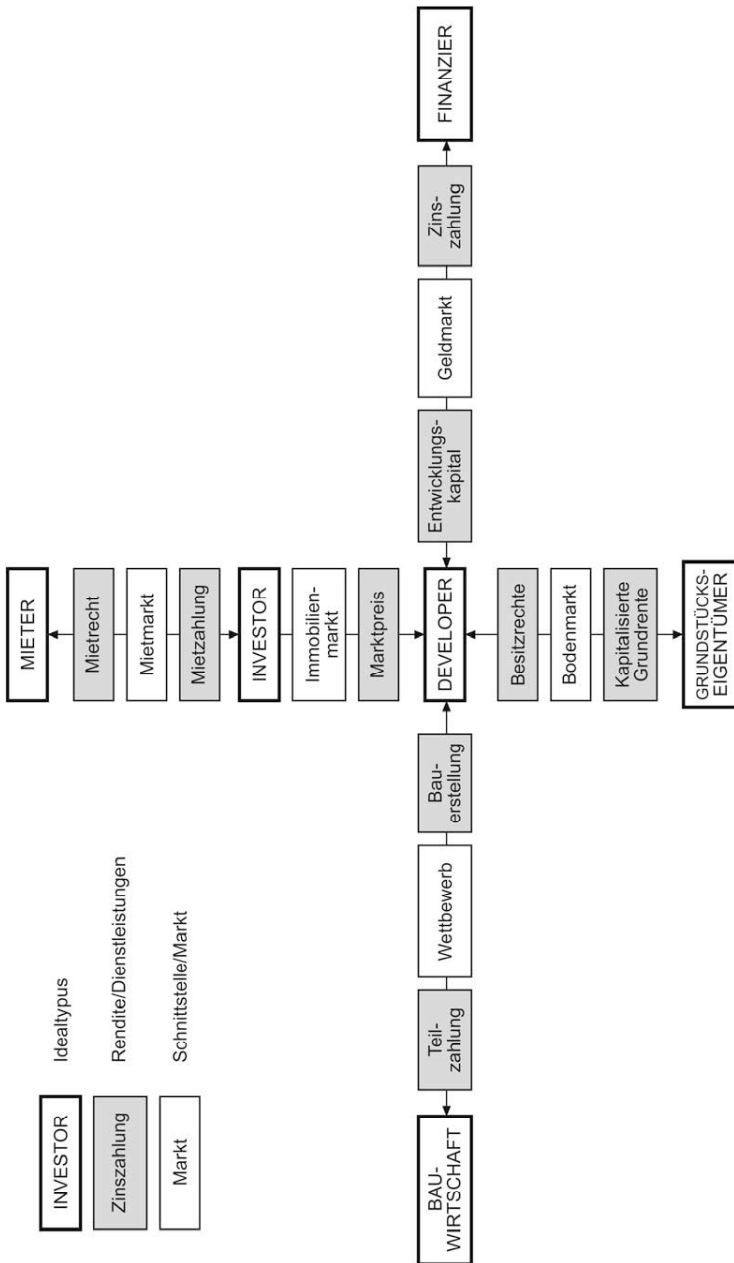 INVESTOR
Idealtypus
Zinszahlung
Rendite/Dienstleistungen
Markt
Schnittstelle/Markt
MIETER
Mietrecht
Mietmarkt
Mietzahlung
INVESTOR
Immobilien-
markt
Marktpreis
BAU-
WIRTSCHAFT
Teil-
zahlung
Wettbewerb
Bau-
erstellung
DEVELOPER
Entwicklungs-
kapital
Geldmarkt
Zins-
zahlung
FINANZIER
Besitzrechte
Bodenmarkt
Kapitalisierte
Grundrente
GRUNDSTÜCKS-
EIGENTÜMER